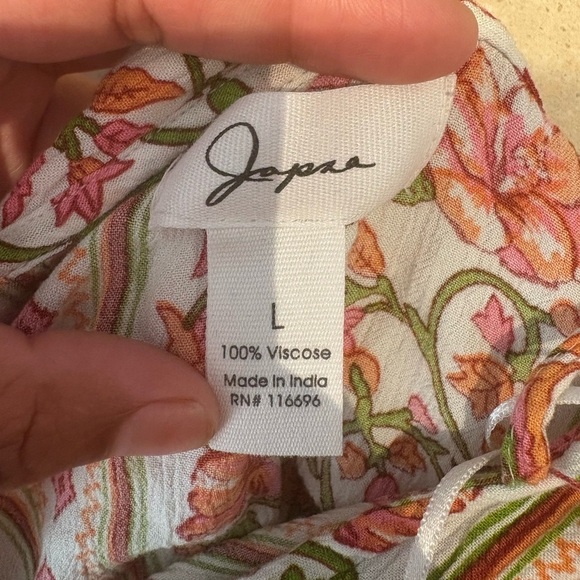 Japna
L
100% Viscose
Made in India
RN# 116696